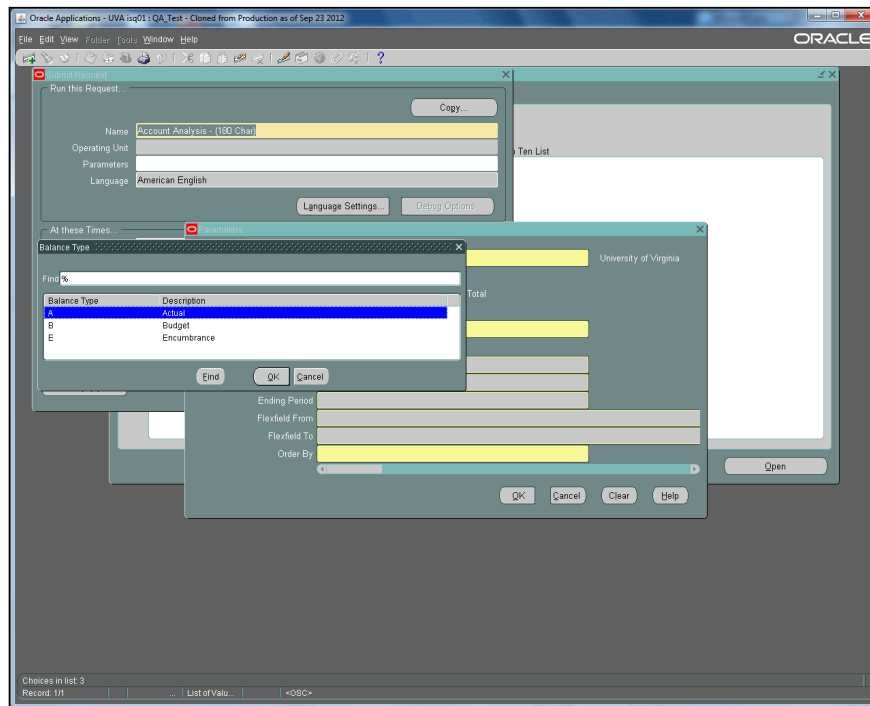 Oracle Applications - UVA isq01 : QA_Test - Cloned from Production as of Sep 23 2012
File Edit View Folder Tools Window Help
ORACLE
Submit Request
Run this Request...
Copy...
Name Account Analysis - (180 Char)
Operating Unit
Parameters
Language American English
Language Settings...
Debug Options
Ten List
At these Times...
Parameters
Balance Type
University of Virginia
Find %
Total
Balance Type Description
A Actual
B Budget
E Encumbrance
Find
OK
Cancel
Ending Period
Flexfield From
Flexfield To
Order By
Open
OK
Cancel
Clear
Help
Choices in list: 3
Record: 1/1 ... List of Valu... <OSC>